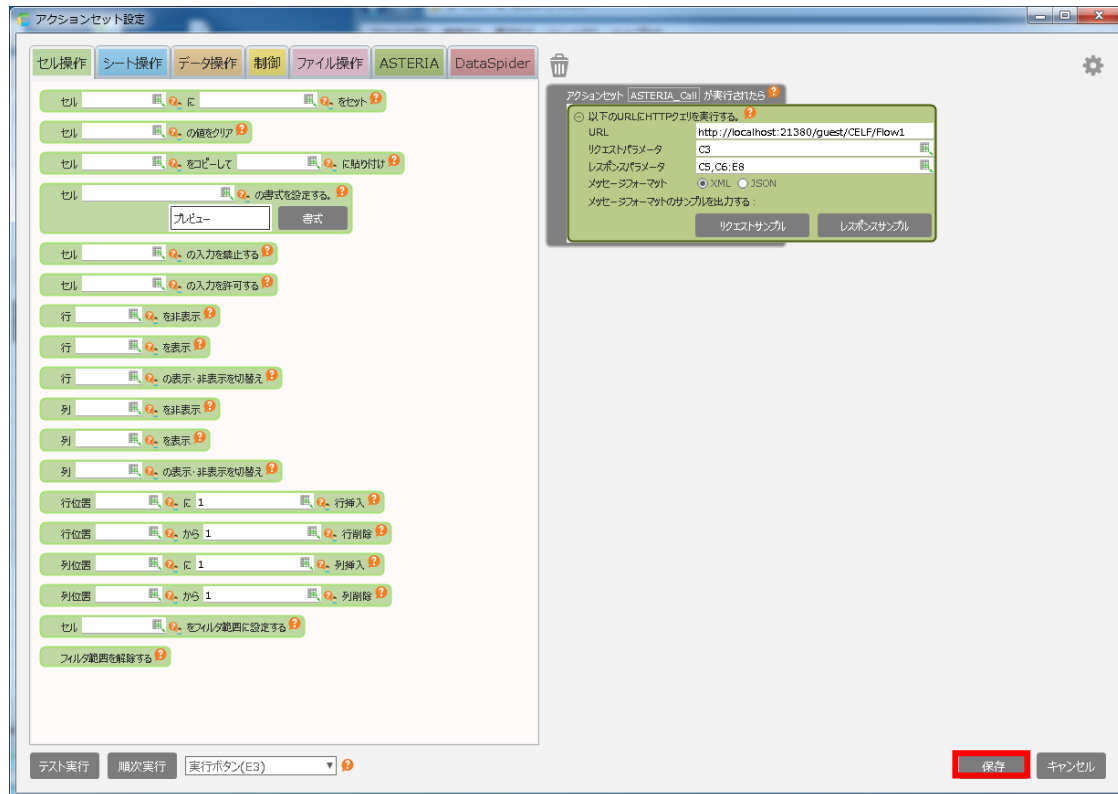 アクションセット設定
セル操作 シート操作 データ操作 制御 ファイル操作 ASTERIA DataSpider
セル に をセット
セル の値をクリア
セル をコピーして に貼り付け
セル の書式を設定する。
プレビュー 書式
セル の入力を禁止する
セル の入力を許可する
行 を非表示
行 を表示
行 の表示・非表示を切替え
列 を非表示
列 を表示
列 の表示・非表示を切替え
行位置 に 1 行挿入
行位置 から 1 行削除
列位置 に 1 列挿入
列位置 から 1 列削除
セル をフィルタ範囲に設定する
フィルタ範囲を解除する
アクションセット ASTERIA_Call が実行されたら
以下のURLにHTTPクエリを実行する。
URL http://localhost:21380/guest/CELF/Flow1
リクエストパラメータ C3
レスポンスパラメータ C5,C6:E8
メッセージフォーマット XML JSON
メッセージフォーマットのサンプルを出力する:
リクエストサンプル レスポンスサンプル
テスト実行 順次実行 実行ボタン(E3) 保存 キャンセル